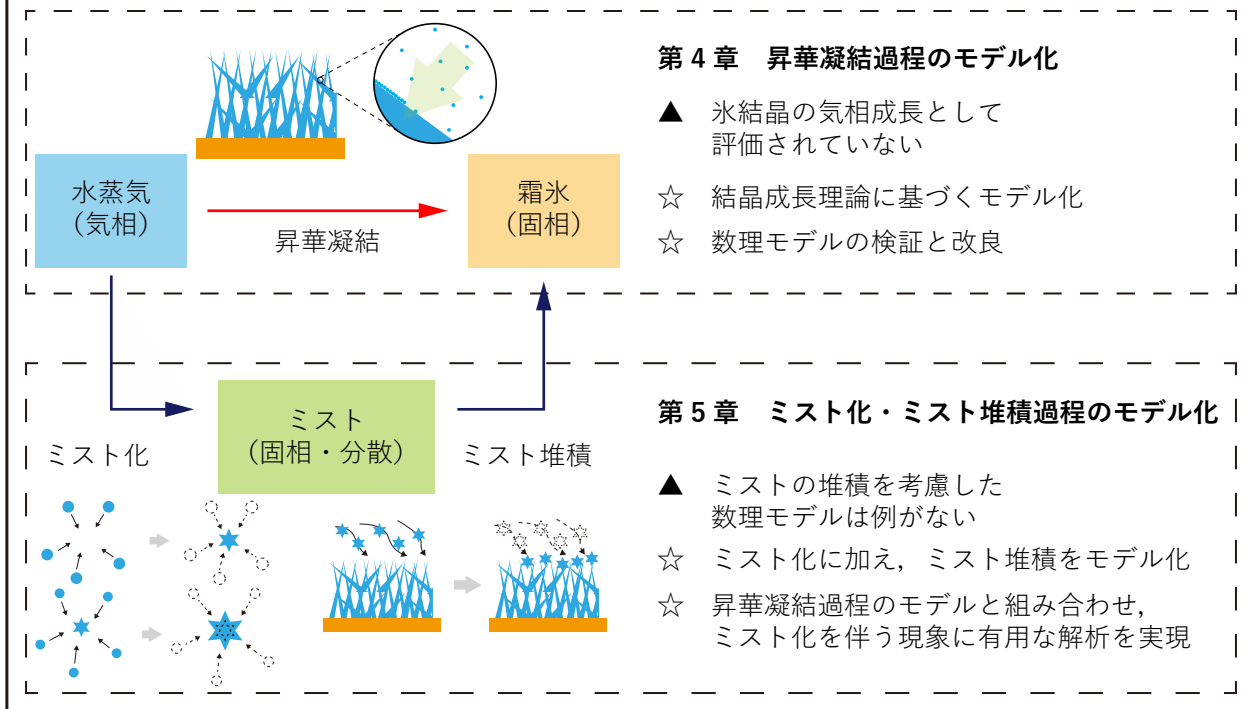 第4章　昇華凝結過程のモデル化
▲　氷結晶の気相成長として
評価されていない
☆　結晶成長理論に基づくモデル化
☆　数理モデルの検証と改良
水蒸気
(気相)
昇華凝結
霜氷
(固相)
第5章　ミスト化・ミスト堆積過程のモデル化
▲　ミストの堆積を考慮した
数理モデルは例がない
☆　ミスト化に加え，ミスト堆積をモデル化
☆　昇華凝結過程のモデルと組み合わせ，
ミスト化を伴う現象に有用な解析を実現
ミスト化
ミスト
(固相・分散)
ミスト堆積